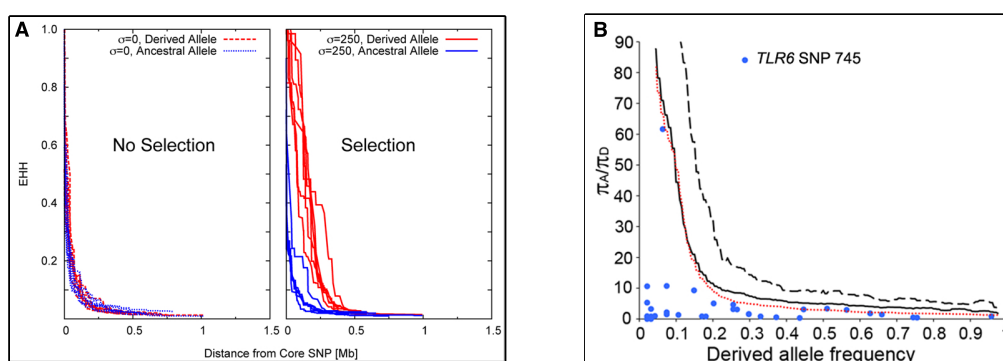 A
1.0
0.8
0.6
0.4
0.2
EHH
σ=0, Derived Allele
σ=0, Ancestral Allele
No Selection
0 0.5 1 1.5
σ=250, Derived Allele
σ=250, Ancestral Allele
Selection
0 0.5 1 1.5
Distance from Core SNP [Mb]
B
90
80
70
60
50
40
30
20
10
0
πA/πD
TLR6 SNP 745
0 0.1 0.2 0.3 0.4 0.5 0.6 0.7 0.8 0.9
Derived allele frequency